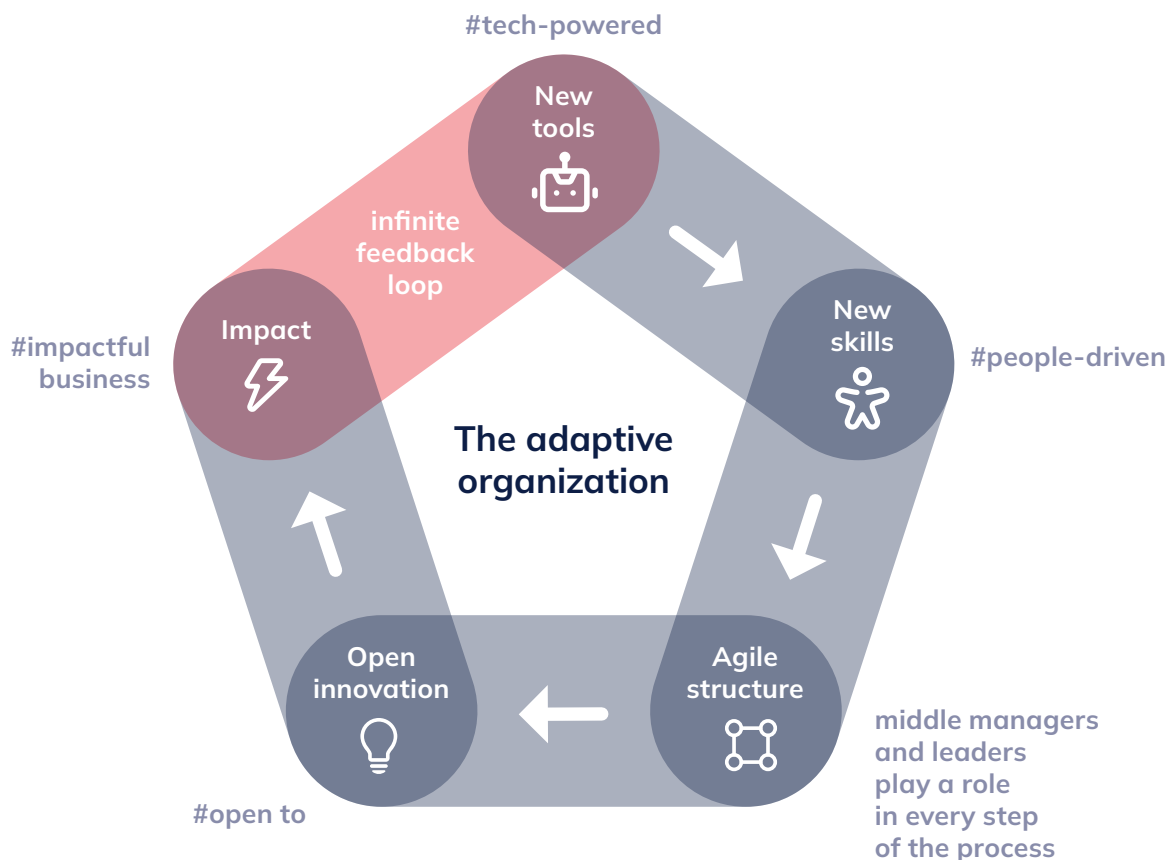 #tech-powered
New
tools
infinite
feedback
loop
Impact
#impactful
business
New
skills
#people-driven
The adaptive
organization
Open
innovation
Agile
structure
#open to
middle managers
and leaders
play a role
in every step
of the process